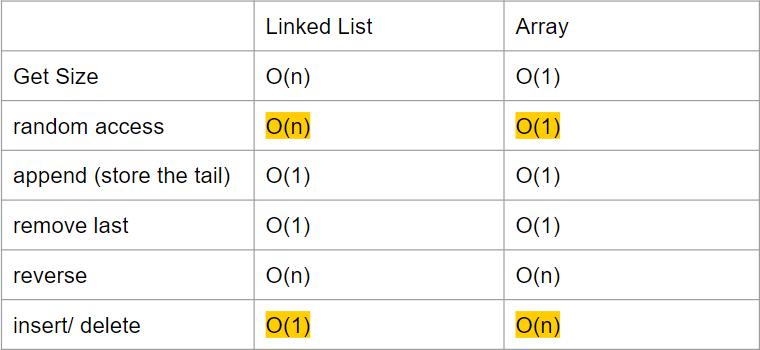 Linked List Array
Get Size O(n) O(1)
random access O(n) O(1)
append (store the tail) O(1) O(1)
remove last O(1) O(1)
reverse O(n) O(n)
insert/ delete O(1) O(n)